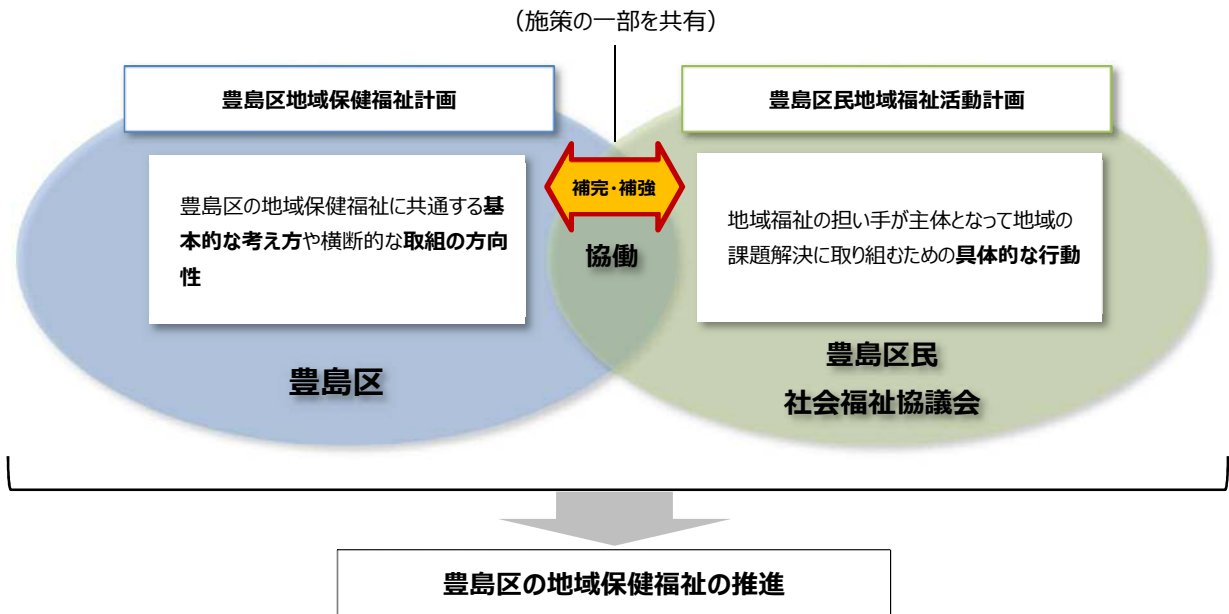 （施策の一部を共有）
豊島区地域保健福祉計画
豊島区民地域福祉活動計画
豊島区の地域保健福祉に共通する基
本的な考え方や横断的な取組の方向
性
補完・補強
協働
地域福祉の担い手が主体となって地域の
課題解決に取り組むための具体的な行動
豊島区
豊島区民
社会福祉協議会
豊島区の地域保健福祉の推進